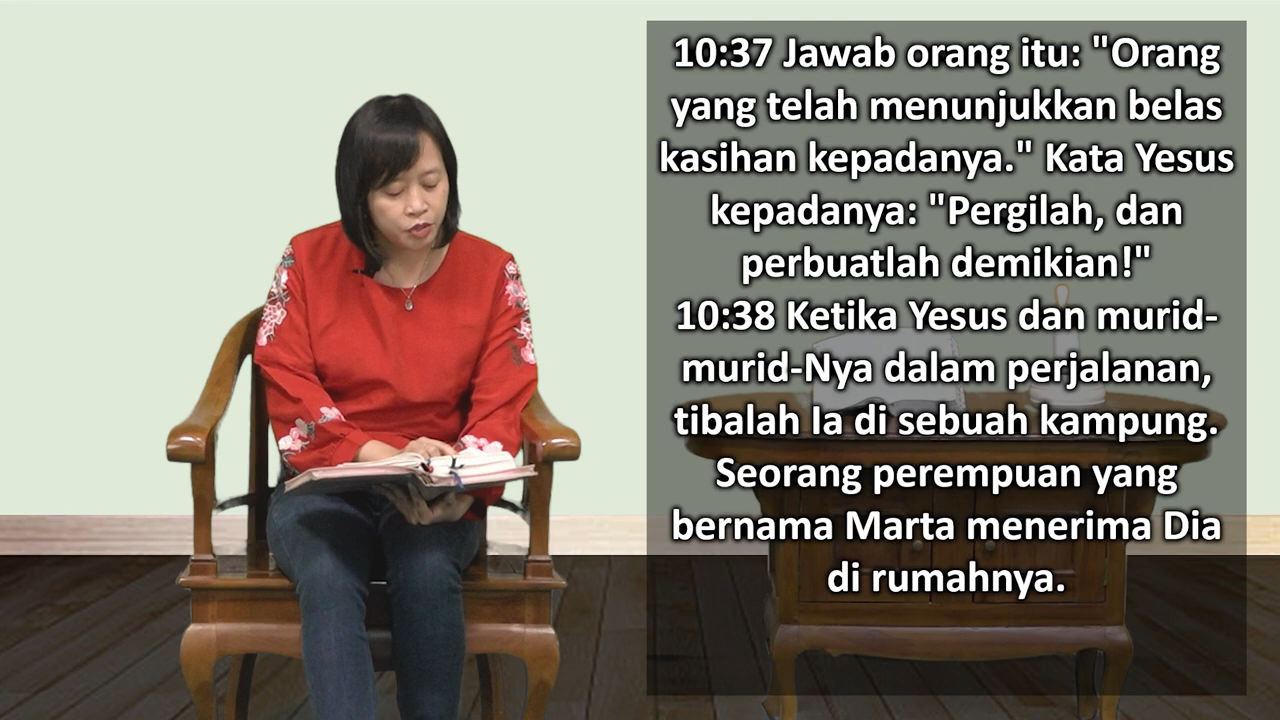 10:37 Jawab orang itu: "Orang
yang telah menunjukkan belas
kasihan kepadanya." Kata Yesus
kepadanya: "Pergilah, dan
perbuatlah demikian!"
10:38 Ketika Yesus dan murid-
murid-Nya dalam perjalanan,
tibalah Ia di sebuah kampung.
Seorang perempuan yang
bernama Marta menerima Dia
di rumahnya.